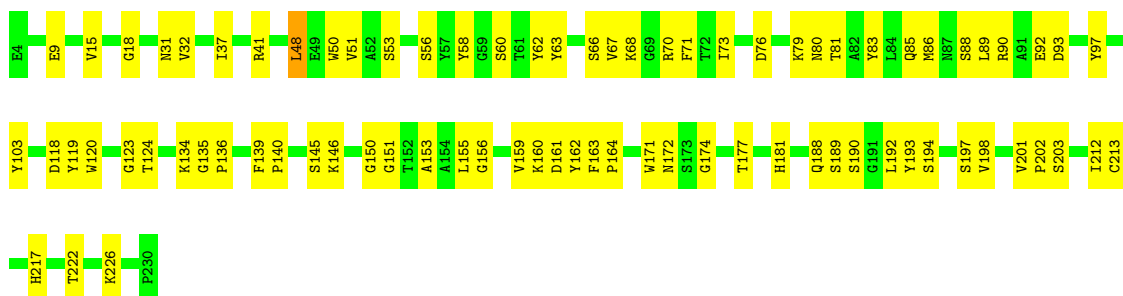 E4 E9 V15 G18 N31 V32 I37 R41 L48 E49 W50 V51 A52 S53 S56 Y57 Y58 G59 S60 T61 Y62 Y63 S66 V67 K68 G69 R70 F71 T72 I73 D76 K79 N80 T81 A82 Y83 L84 Q85 M86 N87 S88 L89 R90 A91 E92 D93 Y97
Y103 D118 Y119 W120 G123 T124 K134 G135 P136 F139 P140 S145 K146 G150 G151 T152 A153 A154 L155 G156 V159 K160 D161 Y162 F163 P164 W171 N172 S173 G174 T177 H181 Q188 S189 S190 G191 L192 Y193 S194 S197 V198 V201 P202 S203 I212 C213
H217 T222 K226 P230